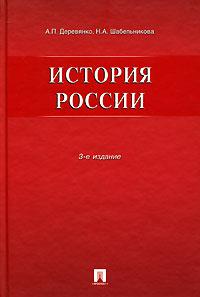 А.П. Деревянко, Н.А. Шабельникова
ИСТОРИЯ
РОССИИ
3-е издание